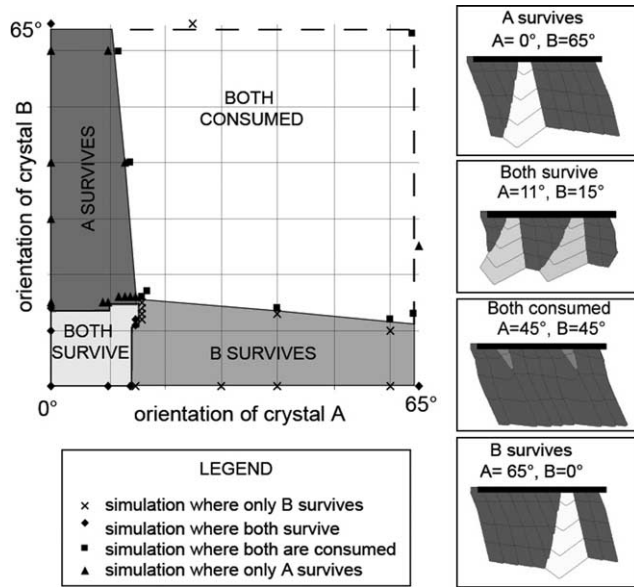 65°
orientation of crystal B
A SURVIVES
BOTH
CONSUMED
BOTH
SURVIVE
B SURVIVES
0°
orientation of crystal A
65°
LEGEND
simulation where only B survives
simulation where both survive
simulation where both are consumed
simulation where only A survives
A survives
A= 0°, B=65°
Both survive
A=11°, B=15°
Both consumed
A=45°, B=45°
B survives
A= 65°, B=0°